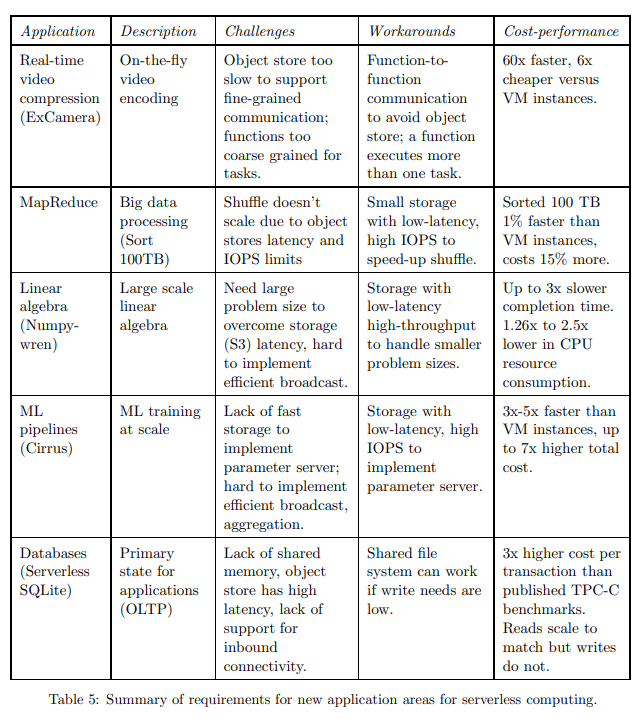 Application Description Challenges Workarounds Cost-performance
Real-time
video
compression
(ExCamera)
On-the-fly
video
encoding
Object store too
slow to support
fine-grained
communication;
functions too
coarse grained for
tasks.
Function-to-
function
communication
to avoid object
store; a function
executes more
than one task.
60x faster, 6x
cheaper versus
VM instances.
MapReduce
Big data
processing
(Sort
100TB)
Shuffle doesn't
scale due to object
stores latency and
IOPS limits
Small storage
with low-latency,
high IOPS to
speed-up shuffle.
Sorted 100 TB
1% faster than
VM instances,
costs 15% more.
Linear
algebra
(Numpy-
wren)
Large scale
linear
algebra
Need large
problem size to
overcome storage
(S3) latency, hard
to implement
efficient broadcast.
Storage with
low-latency
high-throughput
to handle smaller
problem sizes.
Up to 3x slower
completion time.
1.26x to 2.5x
lower in CPU
resource
consumption.
ML
pipelines
(Cirrus)
ML training
at scale
Lack of fast
storage to
implement
parameter server;
hard to implement
efficient broadcast,
aggregation.
Storage with
low-latency, high
IOPS to
implement
parameter server.
3x-5x faster than
VM instances, up
to 7x higher total
cost.
Databases
(Serverless
SQLite)
Primary
state for
applications
(OLTP)
Lack of shared
memory, object
store has high
latency, lack of
support for
inbound
connectivity.
Shared file
system can work
if write needs are
low.
3x higher cost per
transaction than
published TPC-C
benchmarks.
Reads scale to
match but writes
do not.
Table 5: Summary of requirements for new application areas for serverless computing.